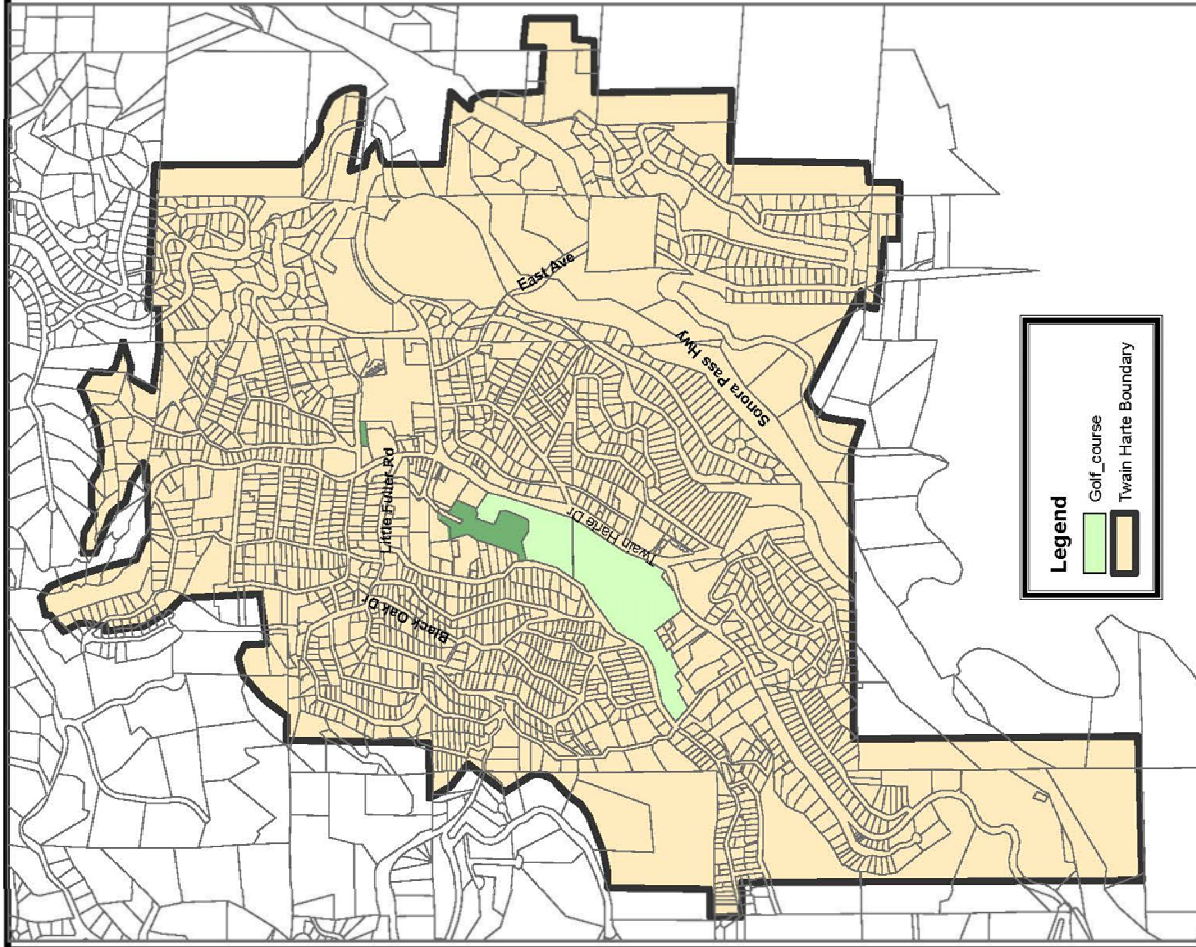 East Ave
Sonora Pass Hwy
Little Fuller Rd
Twain Harte Dr
Black Oak Dr
Legend
Golf_course
Twain Harte Boundary